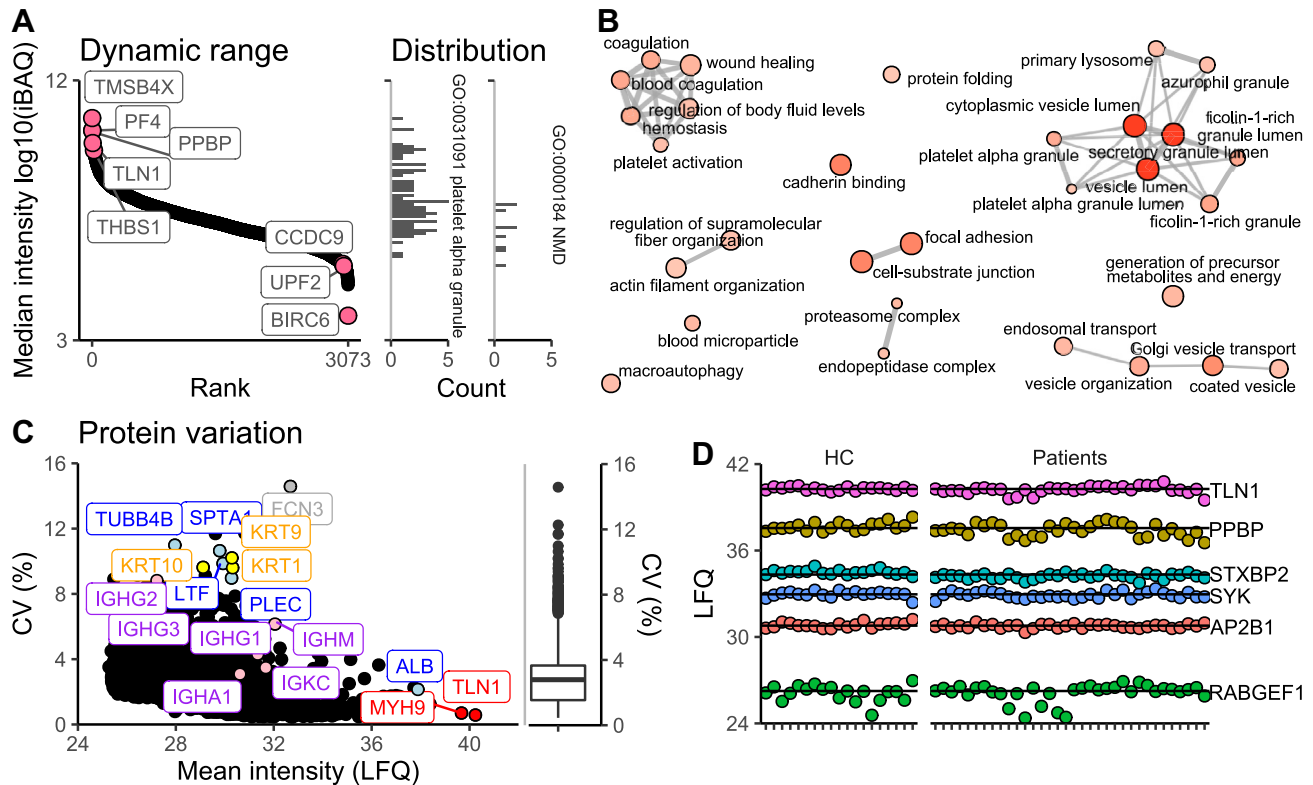 A
Dynamic range
Distribution
Median intensity log10(iBAQ)
12
3
TMSB4X
PF4
PPBP
TLN1
THBS1
CCDC9
UPF2
BIRC6
0
3073
Rank
GO:0031091 platelet alpha granule
GO:0000184 NMD
0
5
0
5
Count
B
coagulation
wound healing
blood coagulation
regulation of body fluid levels
hemostasis
platelet activation
protein folding
cadherin binding
primary lysosome
azurophil granule
cytoplasmic vesicle lumen
ficolin-1-rich
granule lumen
platelet alpha granule
secretory granule lumen
vesicle lumen
platelet alpha granule lumen
ficolin-1-rich granule
regulation of supramolecular
fiber organization
actin filament organization
focal adhesion
cell-substrate junction
generation of precursor
metabolites and energy
blood microparticle
proteasome complex
endopeptidase complex
macroautophagy
endosomal transport
Golgi vesicle transport
vesicle organization
coated vesicle
C
Protein variation
CV (%)
16
12
8
4
0
TUBB4B
SPTA1
FCN3
KRT9
KRT10
KRT1
LTF
IGHG2
PLEC
IGHG3
IGHG1
IGHM
IGHA1
IGKC
ALB
TLN1
MYH9
24
28
32
36
40
Mean intensity (LFQ)
CV (%)
16
12
8
4
0
D
HC
Patients
LFQ
42
36
30
24
TLN1
PPBP
STXBP2
SYK
AP2B1
RABGEF1